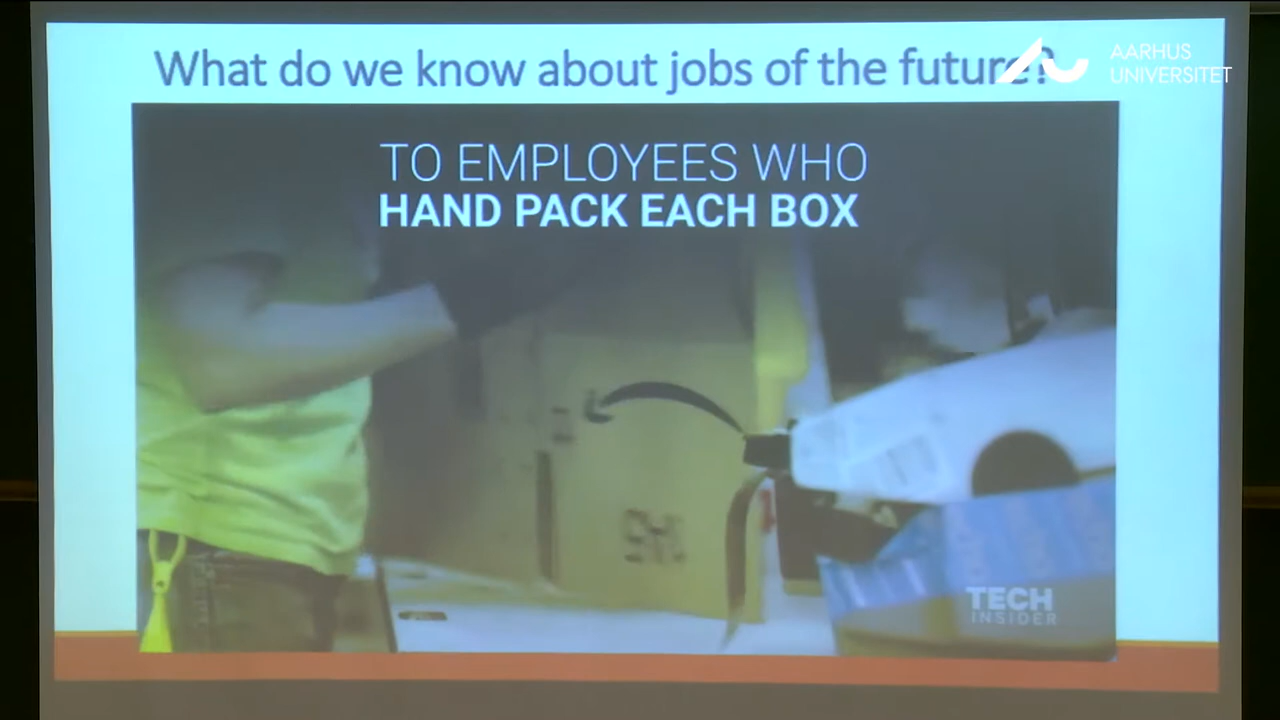 What do we know about jobs of the future?
AARHUS
UNIVERSITET
TO EMPLOYEES WHO
HAND PACK EACH BOX
TECH
INSIDER